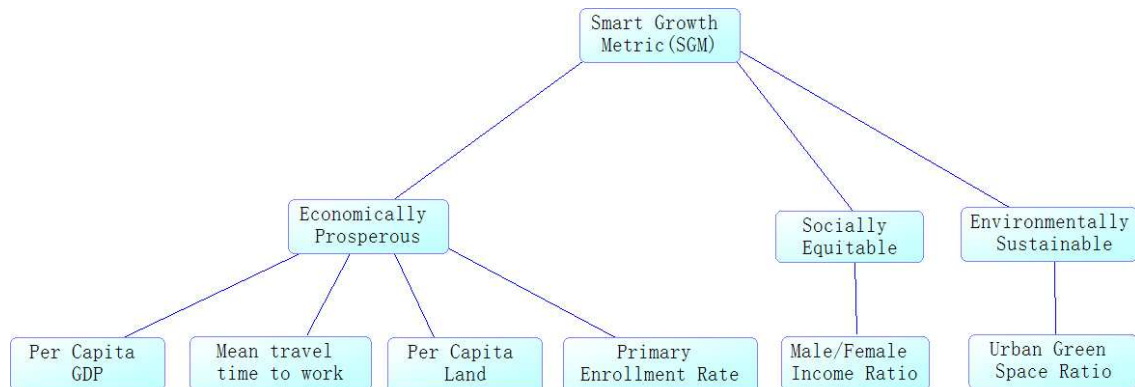 Smart Growth
Metric(SGM)
Economically
Prosperous
Socially
Equitable
Environmentally
Sustainable
Per Capita
GDP
Mean travel
time to work
Per Capita
Land
Primary
Enrollment Rate
Male/Female
Income Ratio
Urban Green
Space Ratio